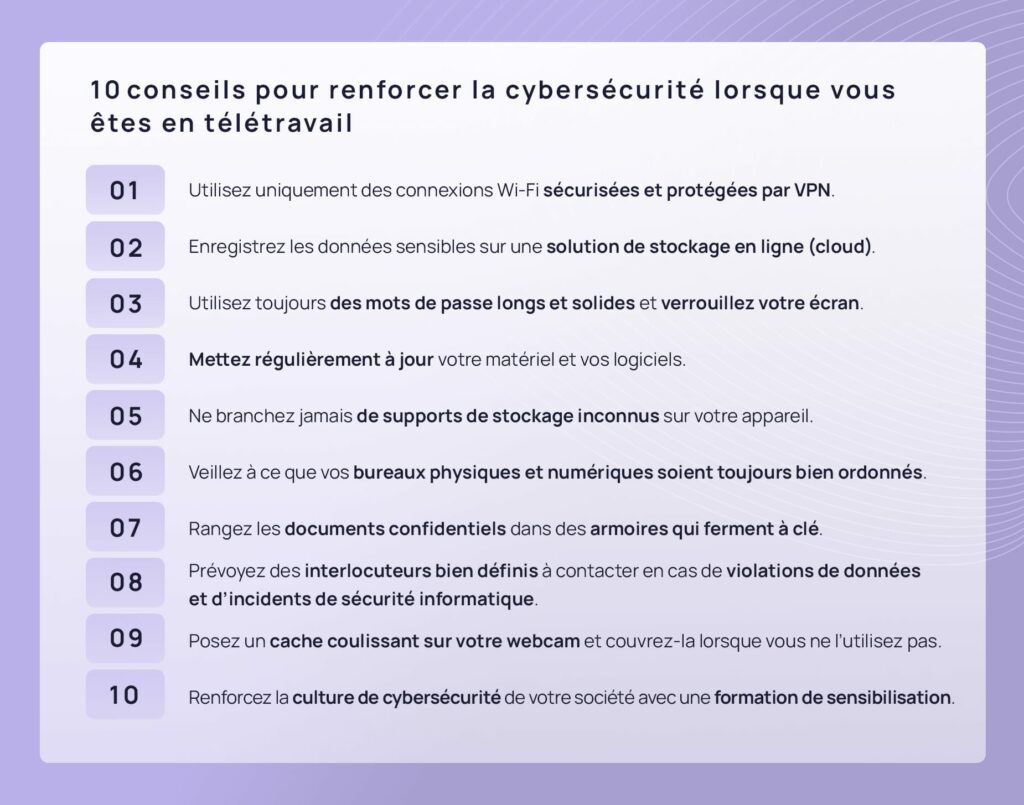 10 conseils pour renforcer la cybersécurité lorsque vous
êtes en télétravail
01 Utilisez uniquement des connexions Wi-Fi sécurisées et protégées par VPN.
02 Enregistrez les données sensibles sur une solution de stockage en ligne (cloud).
03 Utilisez toujours des mots de passe longs et solides et verrouillez votre écran.
04 Mettez régulièrement à jour votre matériel et vos logiciels.
05 Ne branchez jamais de supports de stockage inconnus sur votre appareil.
06 Veillez à ce que vos bureaux physiques et numériques soient toujours bien ordonnés.
07 Rangez les documents confidentiels dans des armoires qui ferment à clé.
08 Prévoyez des interlocuteurs bien définis à contacter en cas de violations de données
et d'incidents de sécurité informatique.
09 Posez un cache coulissant sur votre webcam et couvrez-la lorsque vous ne l'utilisez pas.
10 Renforcez la culture de cybersécurité de votre société avec une formation de sensibilisation.